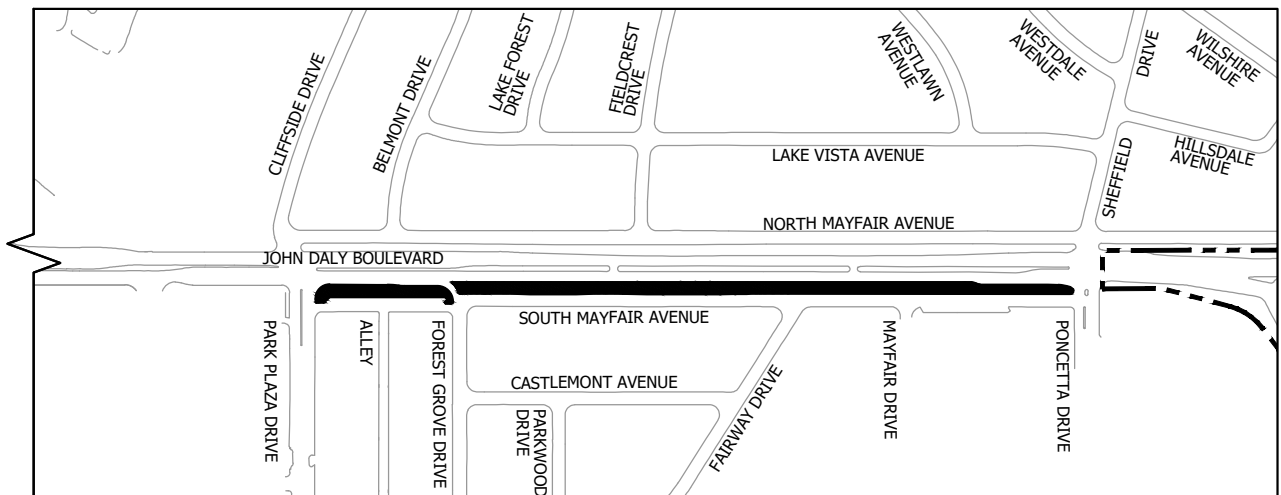 CLIFFSIDE DRIVE
BELMONT DRIVE
LAKE FOREST
DRIVE
FIELDCREST
DRIVE
WESTLAWN
AVENUE
WESTDALE
AVENUE
DRIVE
WILSHIRE
AVENUE
LAKE VISTA AVENUE
HILLSDALE
AVENUE
SHEFFIELD
NORTH MAYFAIR AVENUE
JOHN DALY BOULEVARD
SOUTH MAYFAIR AVENUE
PARK PLAZA DRIVE
ALLEY
FOREST GROVE DRIVE
CASTLEMONT AVENUE
PARKWOOD
DRIVE
FAIRWAY DRIVE
MAYFAIR DRIVE
PONCETTA DRIVE